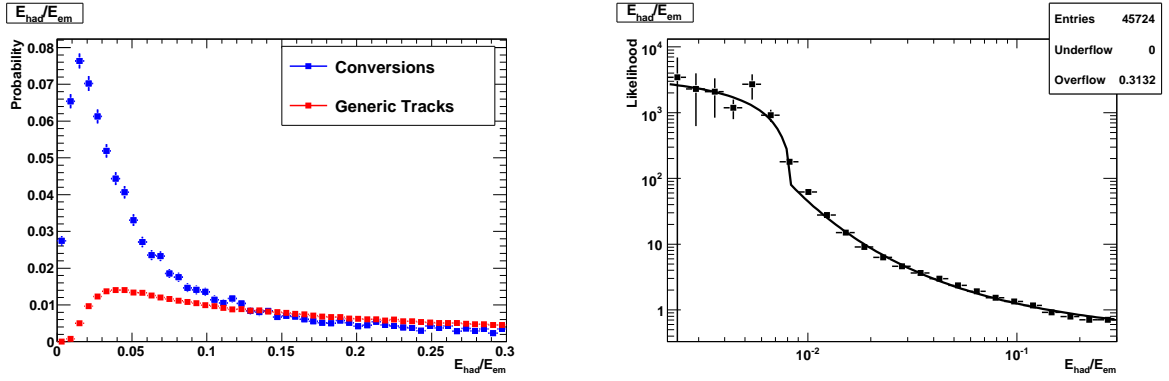 E_had/E_em
Probability
0.08
0.07
0.06
0.05
0.04
0.03
0.02
0.01
0
Conversions
Generic Tracks
0 0.05 0.1 0.15 0.2 0.25 0.3
E_had/E_em
E_had/E_em
Entries 45724
Underflow 0
Overflow 0.3132
Likelihood
10^4
10^3
10^2
10
1
10^-2 10^-1
E_had/E_em